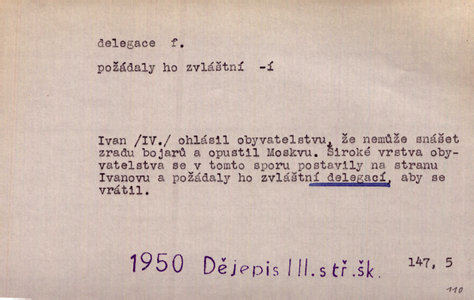 delegace f.
požádaly ho zvláštní -í
Ivan /IV./ ohlásil obyvatelstvu, že nemůže snášet
zradu bojarů a opustil Moskvu. Široké vrstva oby-
vatelstva se v tomto sporu postavily na stranu
Ivanovu a požádaly ho zvláštní delegací, aby se
vrátil.
1950 Dějepis III.stř.šk. 147, 5
110